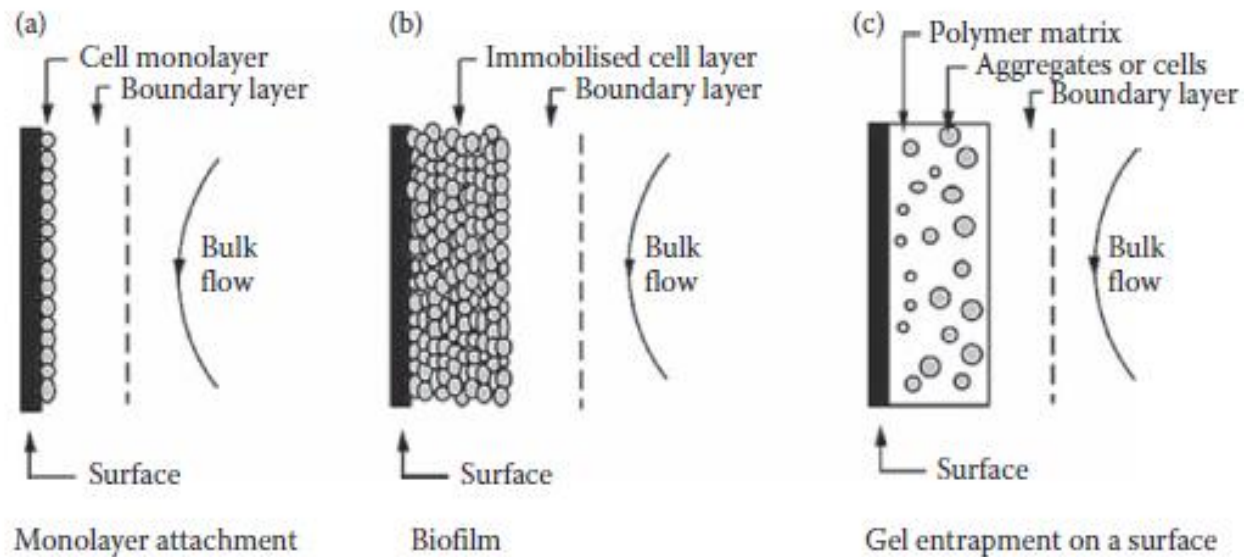 (a)
Cell monolayer
Boundary layer
Bulk
flow
Surface
Monolayer attachment
(b)
Immobilised cell layer
Boundary layer
Bulk
flow
Surface
Biofilm
(c)
Polymer matrix
Aggregates or cells
Boundary layer
Bulk
flow
Surface
Gel entrapment on a surface